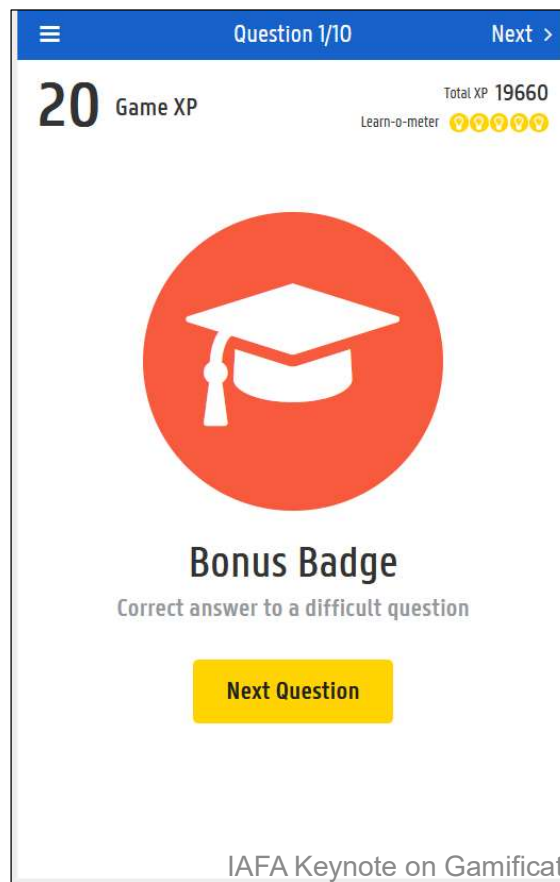 Question 1/10
Next >
20 Game XP
Total XP 19660
Learn-o-meter
Bonus Badge
Correct answer to a difficult question
Next Question
IAFA Keynote on Gamificat